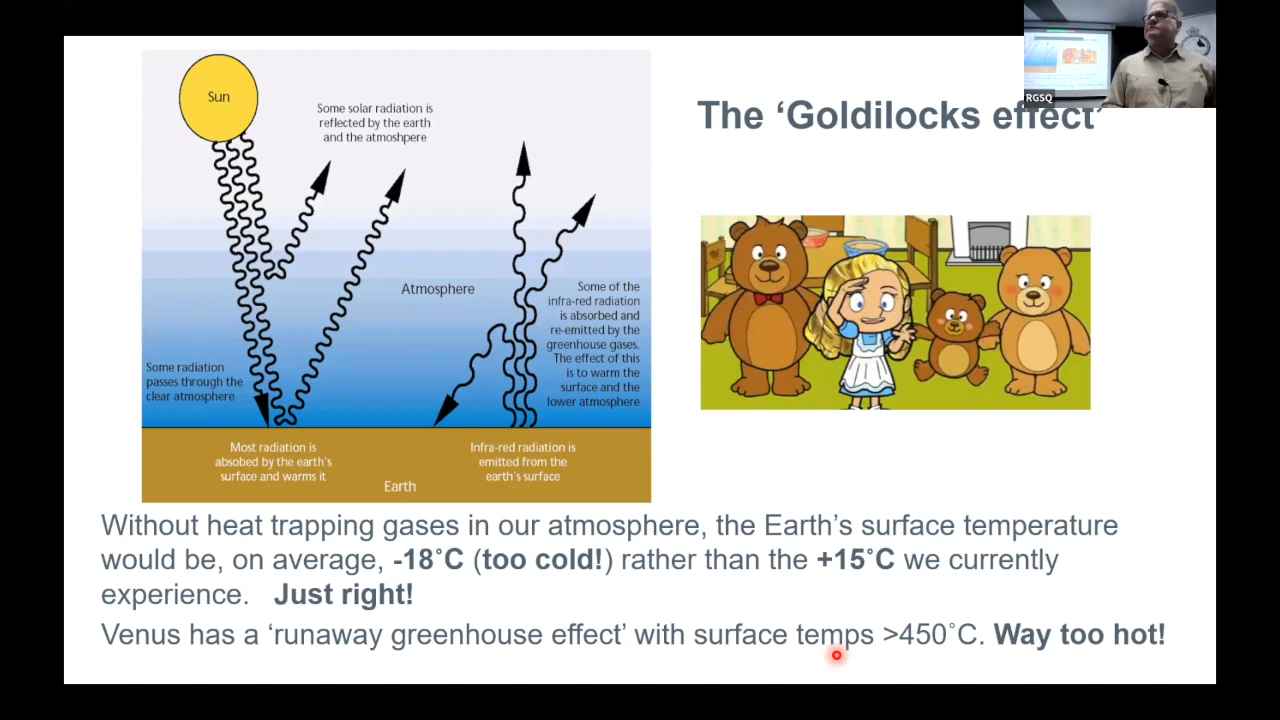 RGSQ
The ‘Goldilocks effect’
Sun
Some solar radiation is
reflected by the earth
and the atmoshpere
Atmosphere
Some of the
infra-red radiation
is absorbed and
re-emitted by the
greenhouse gases.
The effect of this
is to warm the
surface and the
lower atmosphere
Some radiation
passes through the
clear atmosphere
Most radiation is
absobed by the earth's
surface and warms it
Infra-red radiation is
emitted from the
earth's surface
Earth
Without heat trapping gases in our atmosphere, the Earth’s surface temperature
would be, on average, -18˚C (too cold!) rather than the +15˚C we currently
experience. Just right!
Venus has a ‘runaway greenhouse effect’ with surface temps >450˚C. Way too hot!